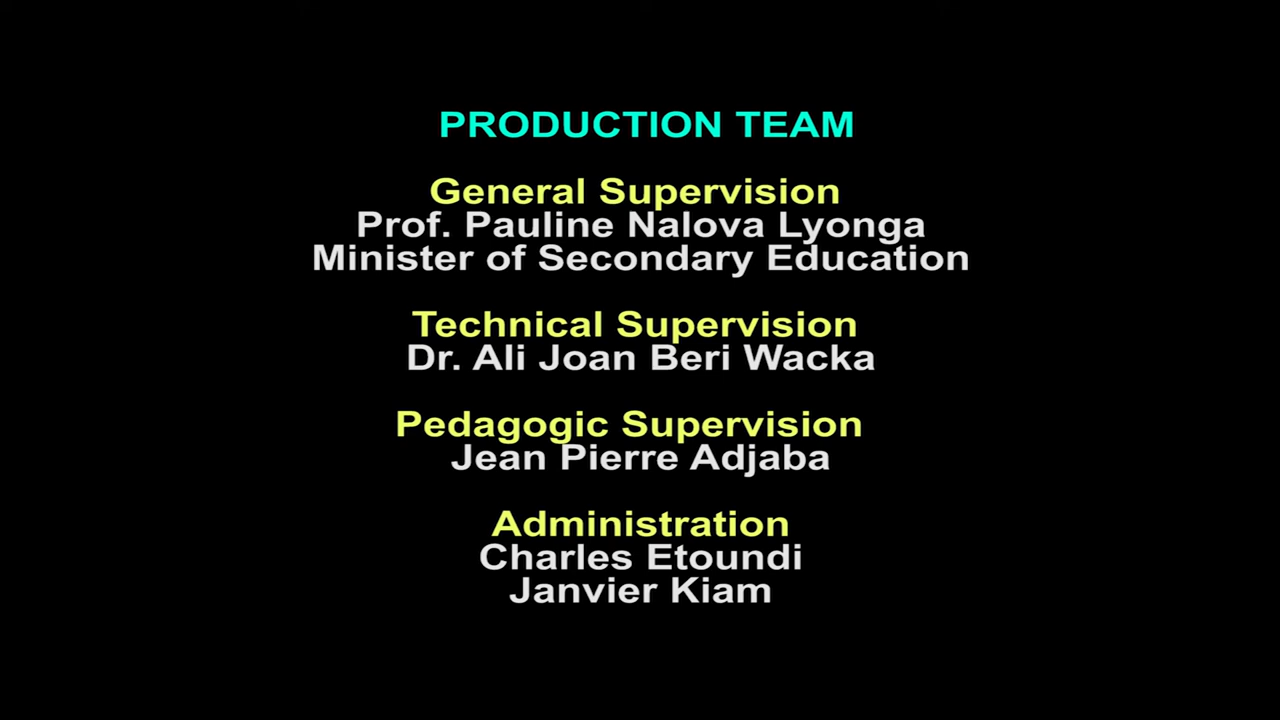 PRODUCTION TEAM
General Supervision
Prof. Pauline Nalova Lyonga
Minister of Secondary Education
Technical Supervision
Dr. Ali Joan Beri Wacka
Pedagogic Supervision
Jean Pierre Adjaba
Administration
Charles Etoundi
Janvier Kiam